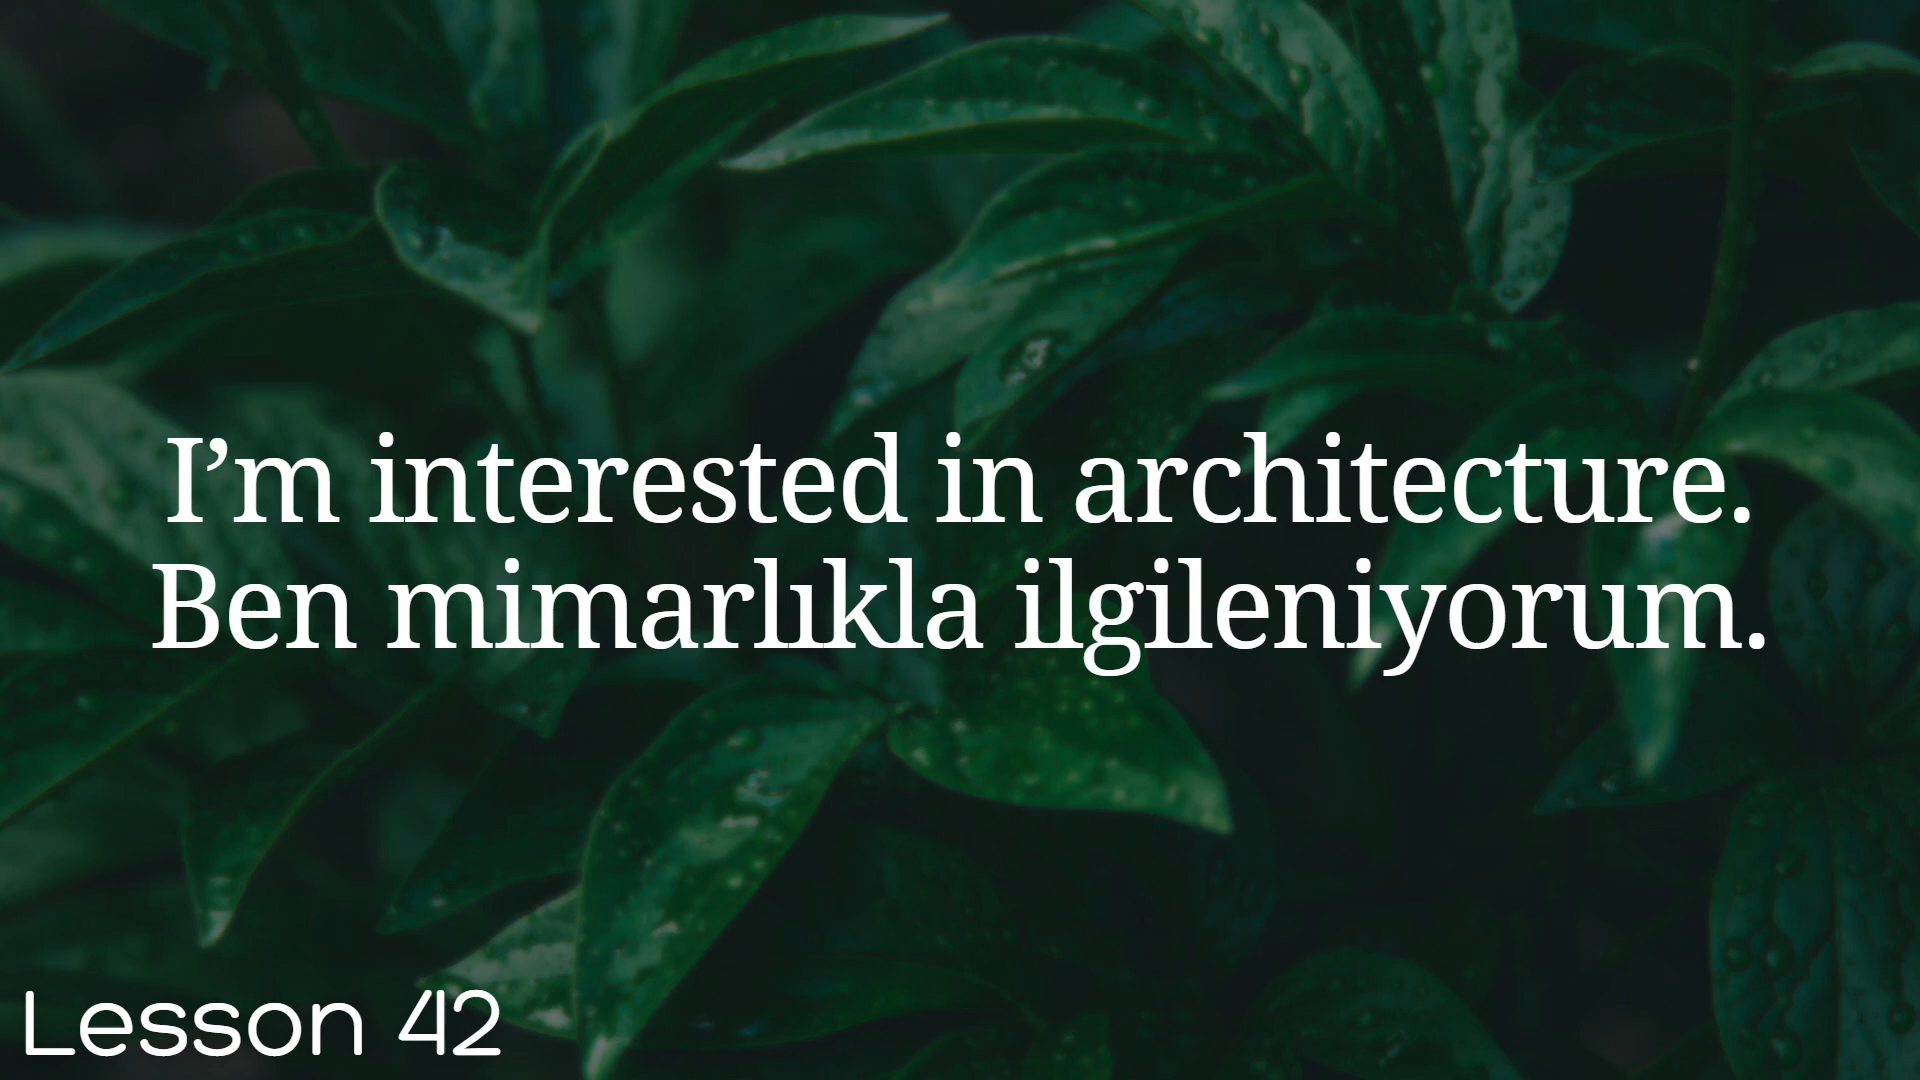 I’m interested in architecture.
Ben mimarlıkla ilgileniyorum.
Lesson 42